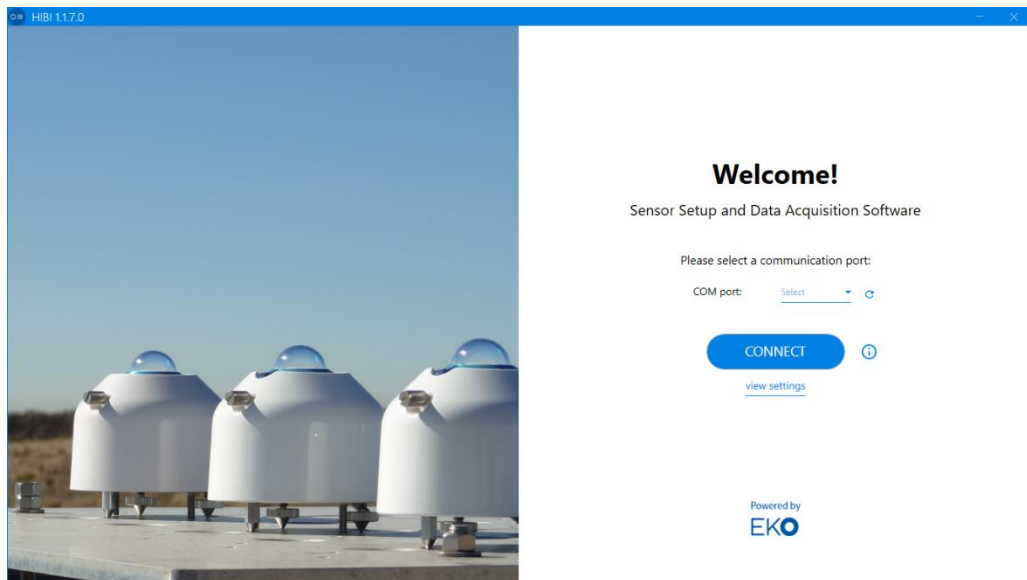 HIBI 1.1.7.0
Welcome!
Sensor Setup and Data Acquisition Software
Please select a communication port:
COM port: Select
CONNECT
view settings
Powered by
EKO